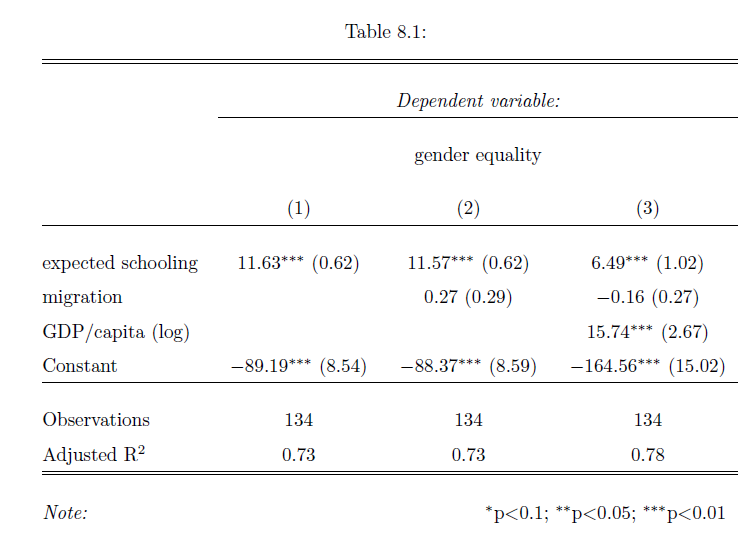 Table 8.1:
Dependent variable:
gender equality
(1) (2) (3)
expected schooling 11.63*** (0.62) 11.57*** (0.62) 6.49*** (1.02)
migration 0.27 (0.29) −0.16 (0.27)
GDP/capita (log) 15.74*** (2.67)
Constant −89.19*** (8.54) −88.37*** (8.59) −164.56*** (15.02)
Observations 134 134 134
Adjusted R² 0.73 0.73 0.78
Note: *p<0.1; **p<0.05; ***p<0.01